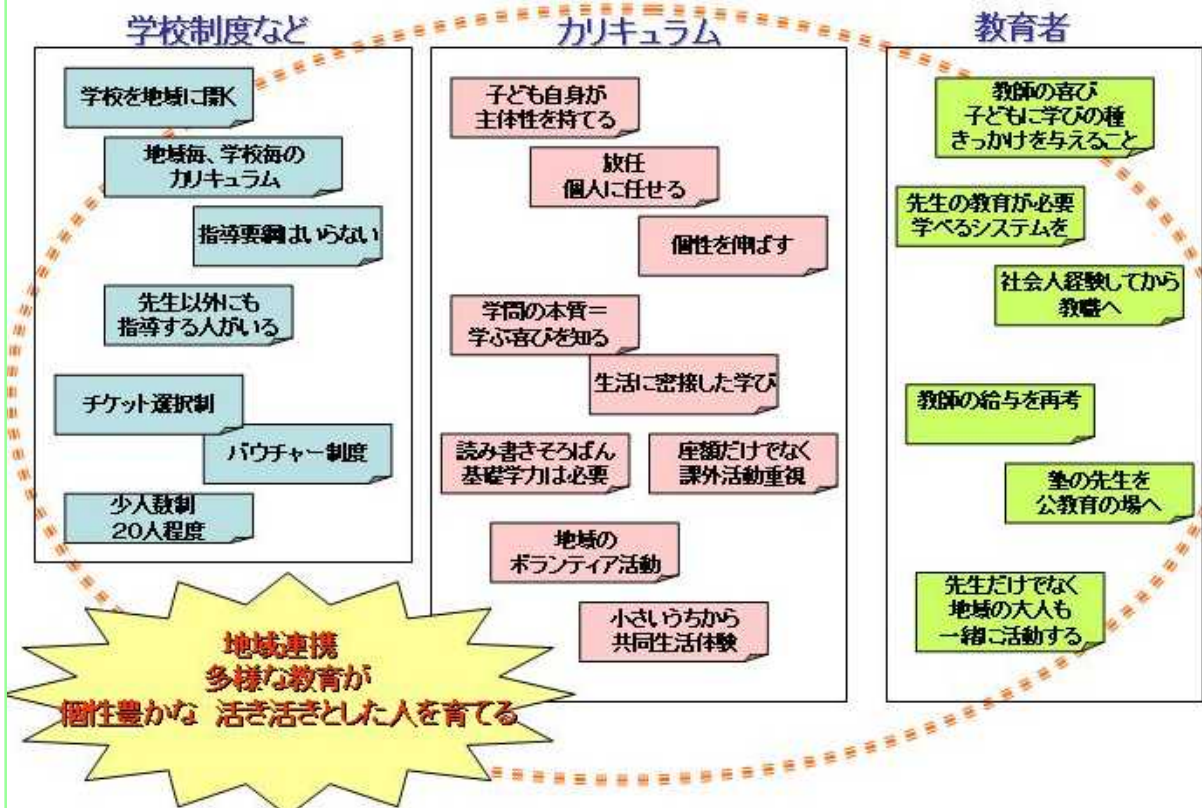 学校制度など
学校を地域に開く
地域毎、学校毎の
カリキュラム
指導要綱はいらない
先生以外にも
指導する人がいる
チケット選択制
バウチャー制度
少人数制
20人程度
カリキュラム
子ども自身が
主体性を持てる
放任
個人に任せる
個性を伸ばす
学問の本質＝
学ぶ喜びを知る
生活に密接した学び
読み書きそろばん
基礎学力は必要
座額だけでなく
課外活動重視
地域の
ボランティア活動
小さいうちから
共同生活体験
教育者
教師の喜び
子どもに学びの種
きっかけを与えること
先生の教育が必要
学べるシステムを
社会人経験してから
教職へ
教師の給与を再考
塾の先生を
公教育の場へ
先生だけでなく
地域の大人も
一緒に活動する
地域連携
多様な教育が
個性豊かな 活き活きとした人を育てる